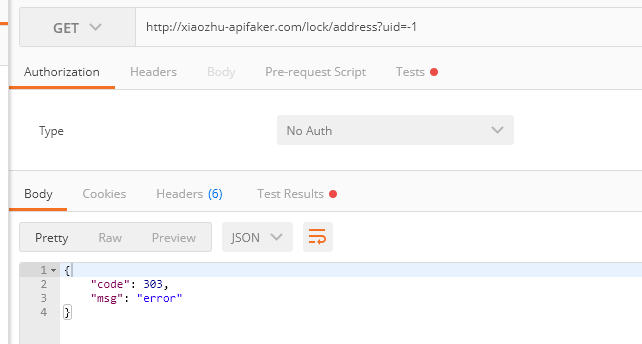 GET http://xiaozhu-apifaker.com/lock/address?uid=-1
Authorization Headers Body Pre-request Script Tests
Type No Auth
Body Cookies Headers (6) Test Results
Pretty Raw Preview JSON
1 {
2 "code": 303,
3 "msg": "error"
4 }